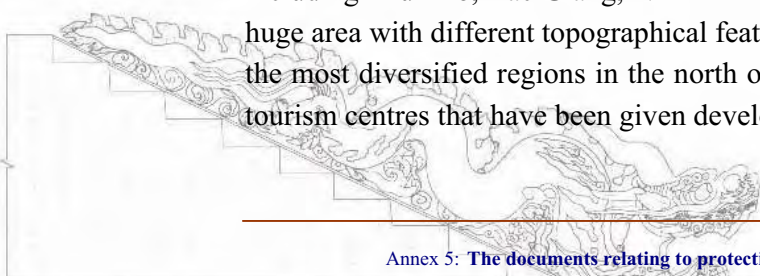 huge area with different topographical feat
the most diversified regions in the north o
tourism centres that have been given develo
Annex 5: The documents relating to protecti